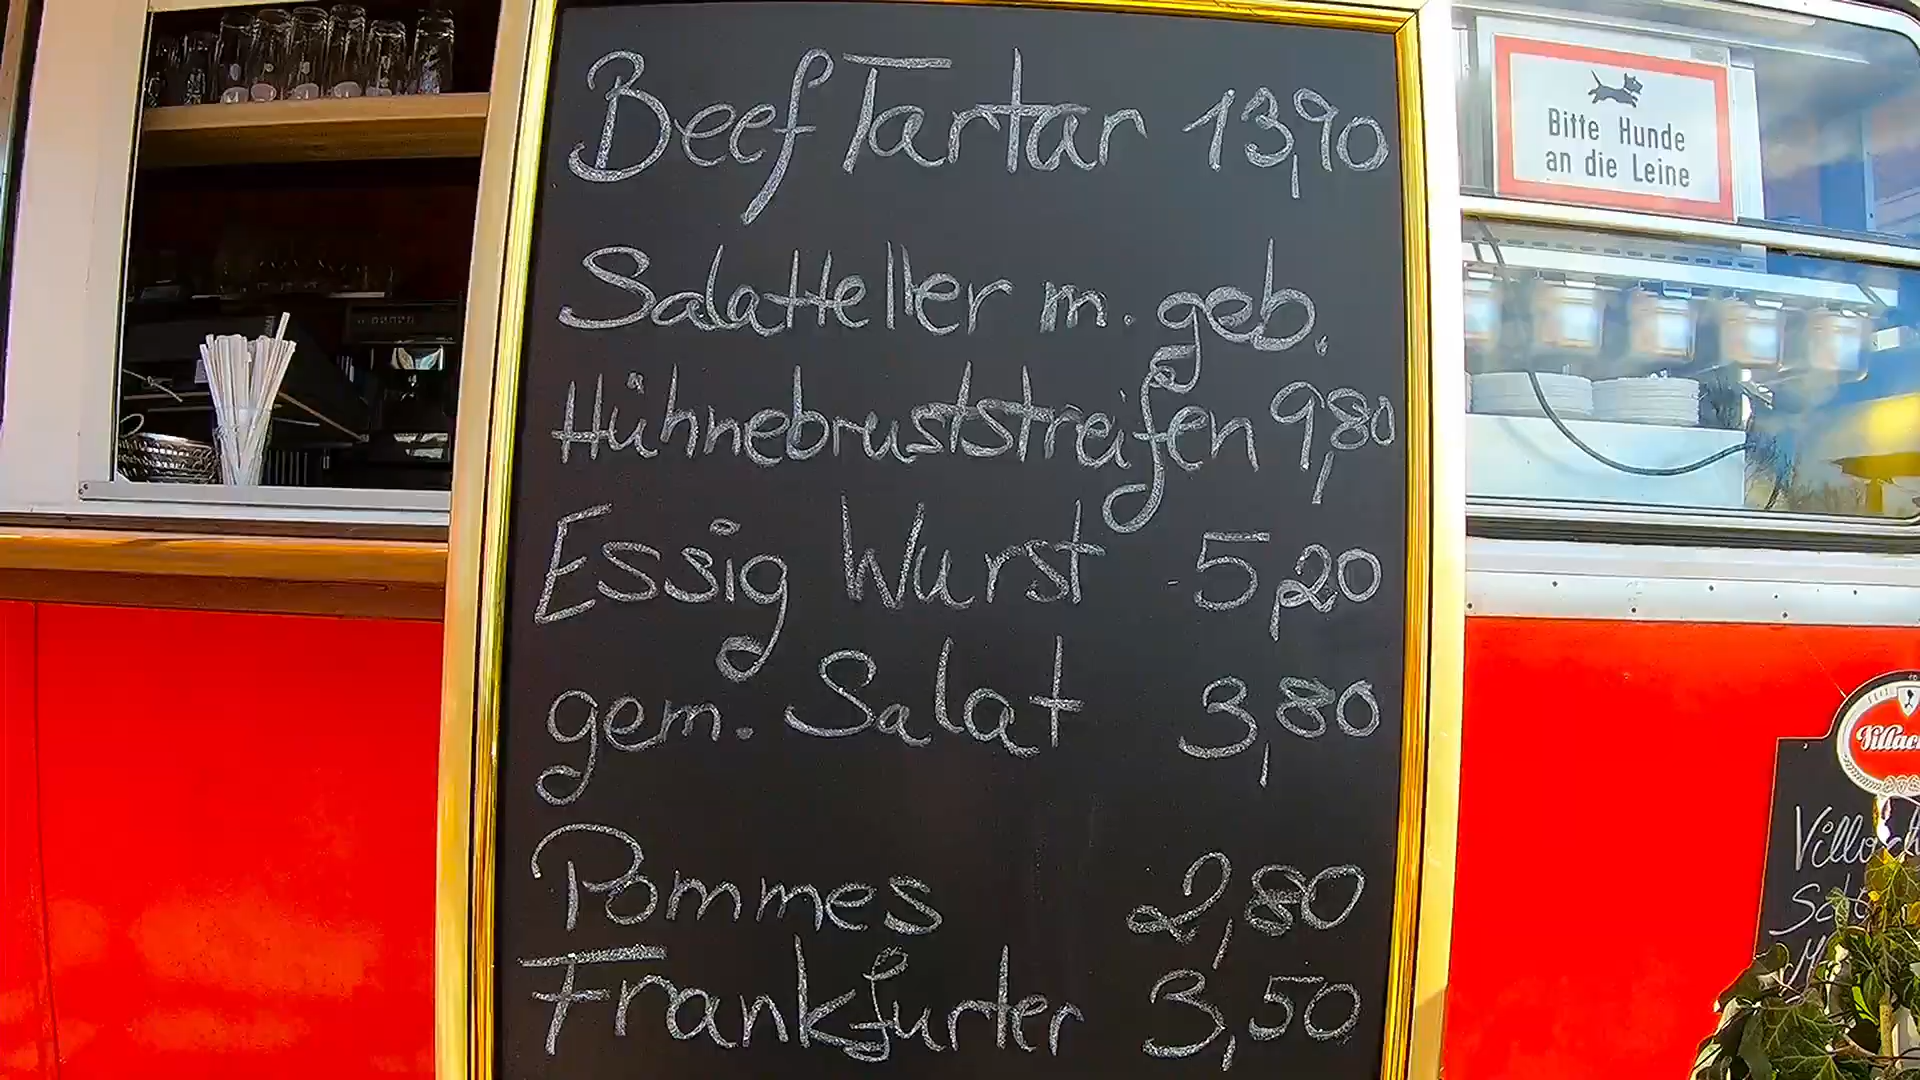 Beef Tartar 13,90
Salatteller m. geb.
Hühnebruststreifen 9,80
Essig Wurst 5,20
gem. Salat 3,80
Pommes 2,80
Frankfurter 3,50
Bitte Hunde
an die Leine